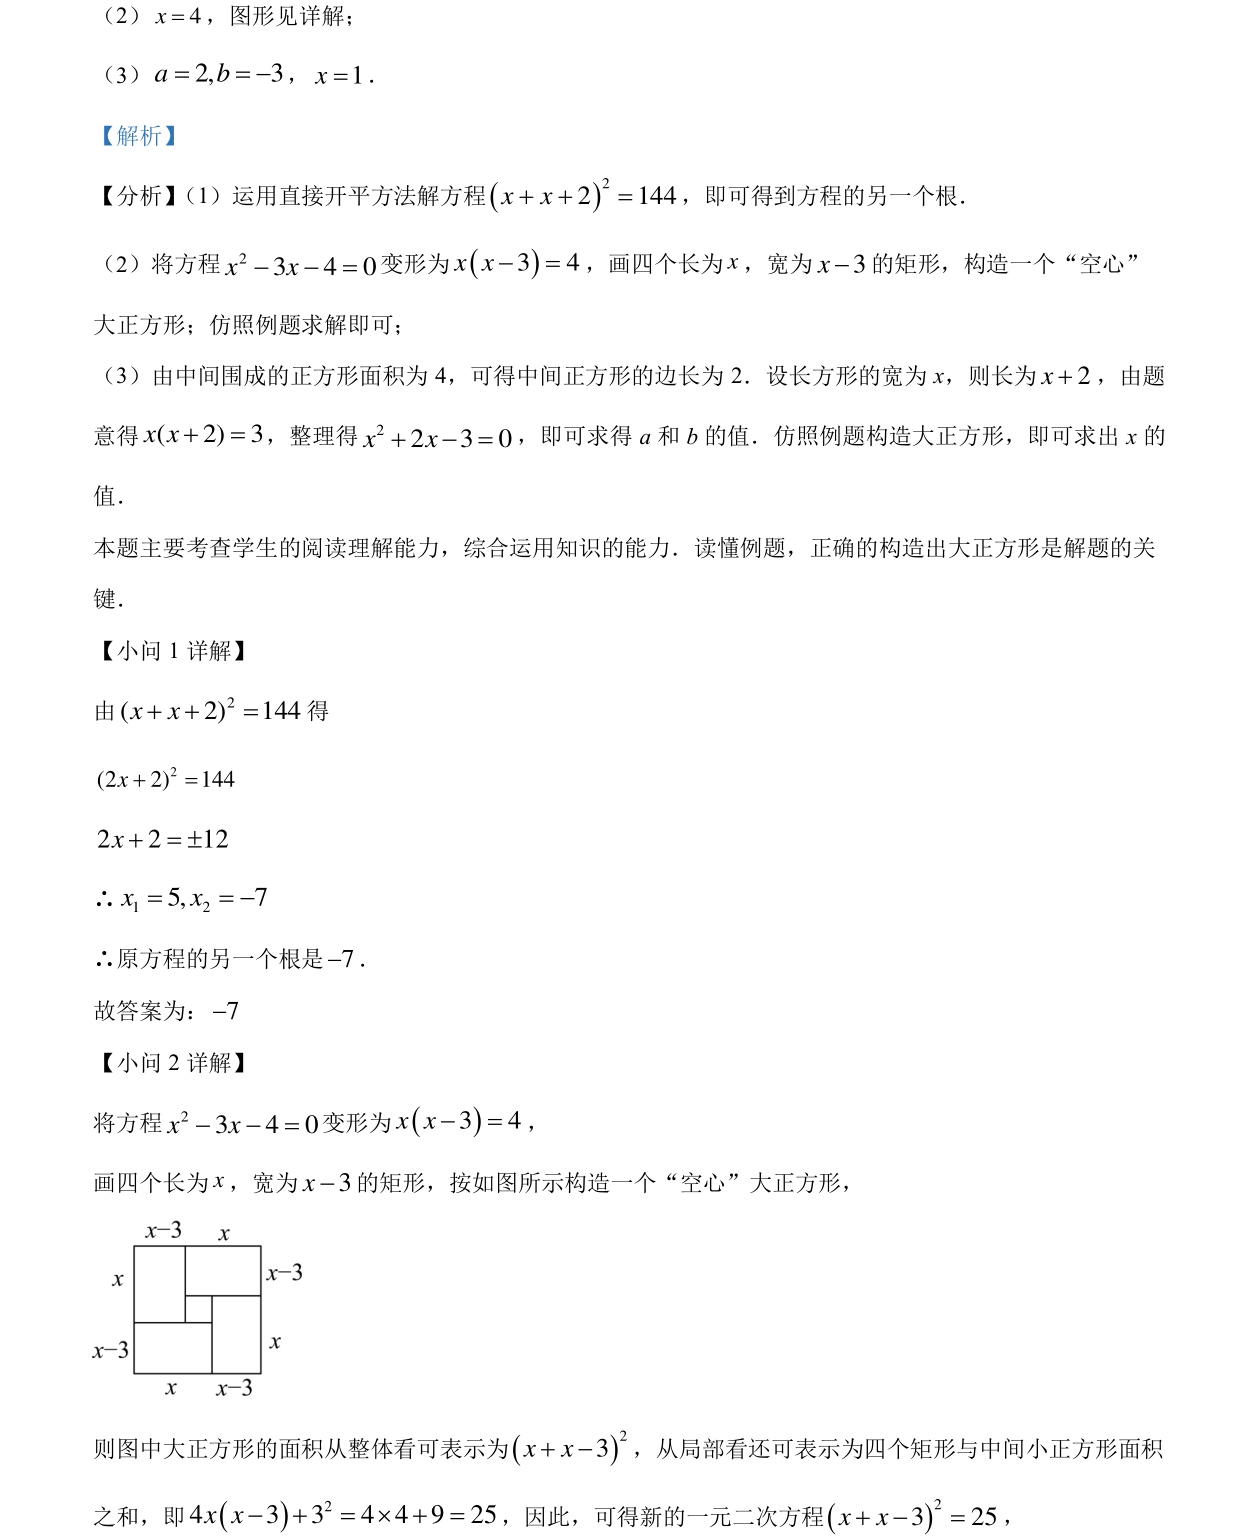 （2）x=4，图形见详解；
（3）a=2,b=−3，x=1．
【解析】
【分析】（1）运用直接开平方法解方程(x+x+2)²=144，即可得到方程的另一个根．
（2）将方程x²−3x−4=0变形为x(x−3)=4，画四个长为x，宽为x−3的矩形，构造一个“空心”
大正方形；仿照例题求解即可；
（3）由中间围成的正方形面积为 4，可得中间正方形的边长为 2．设长方形的宽为 x，则长为x+2，由题
意得x(x+2)=3，整理得x²+2x−3=0，即可求得 a 和 b 的值．仿照例题构造大正方形，即可求出 x 的
值．
本题主要考查学生的阅读理解能力，综合运用知识的能力．读懂例题，正确的构造出大正方形是解题的关
键．
【小问 1 详解】
由(x+x+2)²=144得
(2x+2)²=144
2x+2=±12
∴x₁=5,x₂=−7
∴原方程的另一个根是−7．
故答案为：−7
【小问 2 详解】
将方程x²−3x−4=0变形为x(x−3)=4，
画四个长为x，宽为x−3的矩形，按如图所示构造一个“空心”大正方形，
x−3 x
x x−3
x−3 x
x x−3
则图中大正方形的面积从整体看可表示为(x+x−3)²，从局部看还可表示为四个矩形与中间小正方形面积
之和，即4x(x−3)+3²=4×4+9=25，因此，可得新的一元二次方程(x+x−3)²=25，